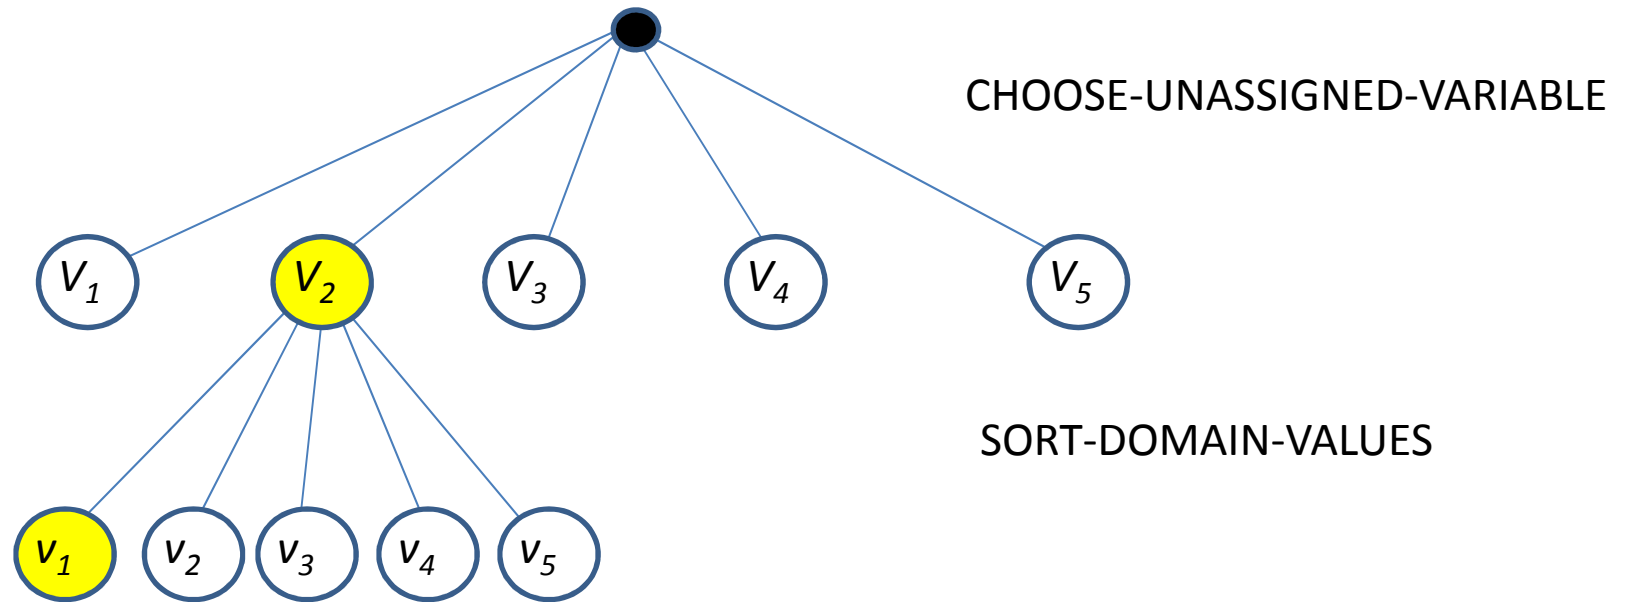 CHOOSE-UNASSIGNED-VARIABLE
V1 V2 V3 V4 V5
SORT-DOMAIN-VALUES
v1 v2 v3 v4 v5